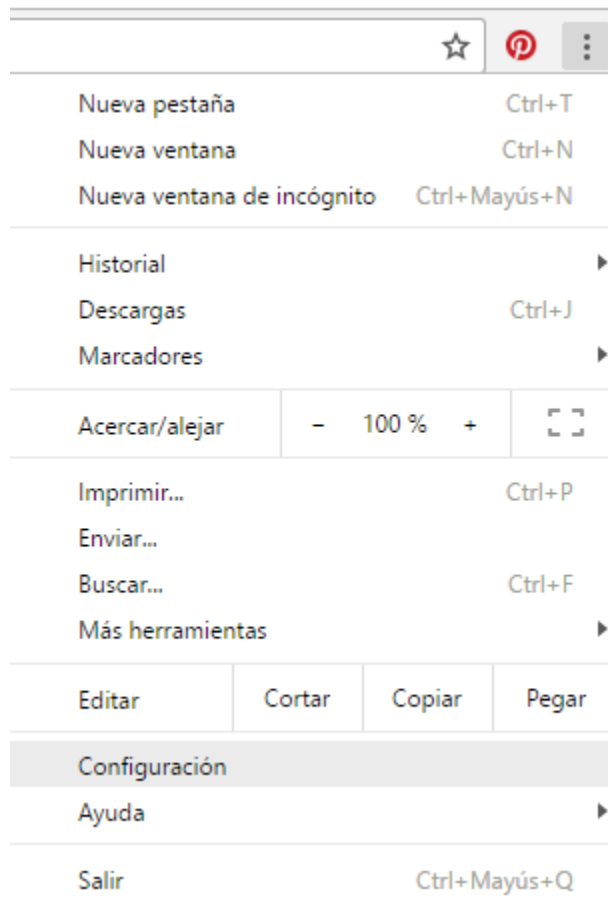 Nueva pestaña Ctrl+T
Nueva ventana Ctrl+N
Nueva ventana de incógnito Ctrl+Mayús+N
Historial
Descargas Ctrl+J
Marcadores
Acercar/alejar - 100 % +
Imprimir... Ctrl+P
Enviar...
Buscar... Ctrl+F
Más herramientas
Editar Cortar Copiar Pegar
Configuración
Ayuda
Salir Ctrl+Mayús+Q